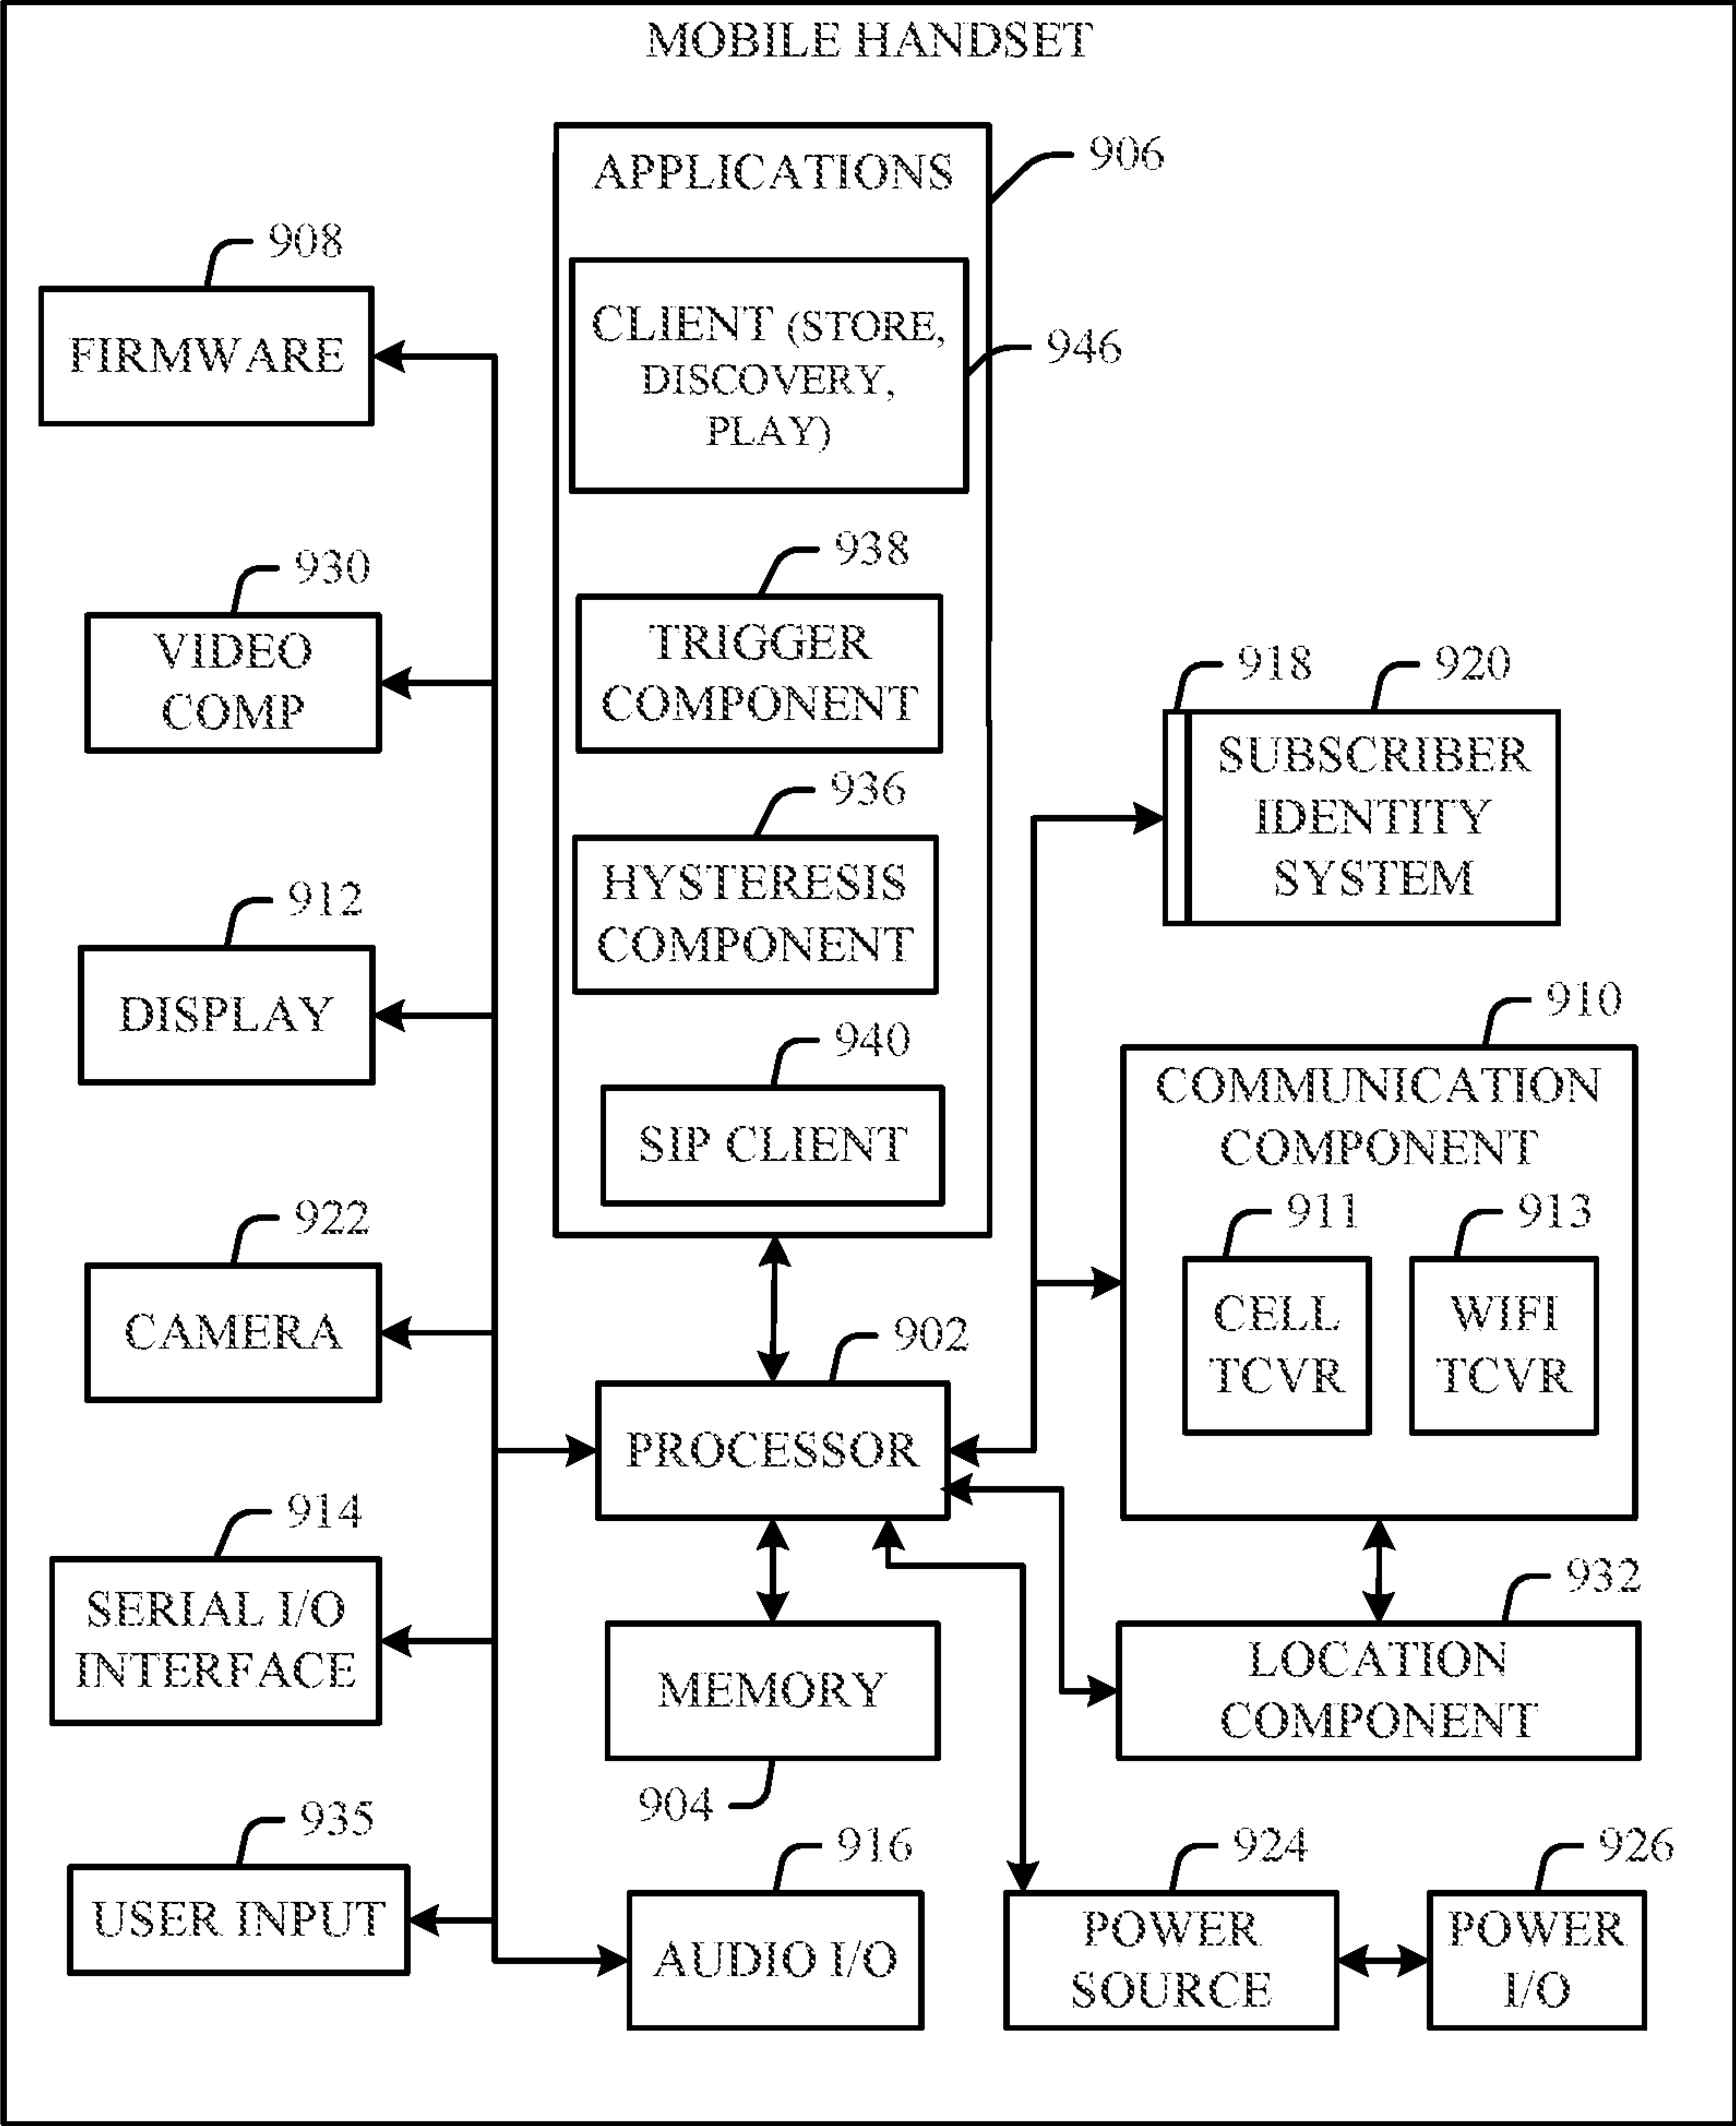 MOBILE HANDSET
APPLICATIONS
906
CLIENT (STORE,
DISCOVERY,
PLAY)
946
938
TRIGGER
COMPONENT
936
HYSTERESIS
COMPONENT
940
SIP CLIENT
908
FIRMWARE
930
VIDEO
COMP
912
DISPLAY
922
CAMERA
914
SERIAL I/O
INTERFACE
935
USER INPUT
902
PROCESSOR
MEMORY
904
916
AUDIO I/O
918
920
SUBSCRIBER
IDENTITY
SYSTEM
910
COMMUNICATION
COMPONENT
911
CELL
TCVR
913
WIFI
TCVR
932
LOCATION
COMPONENT
924
POWER
SOURCE
926
POWER
I/O